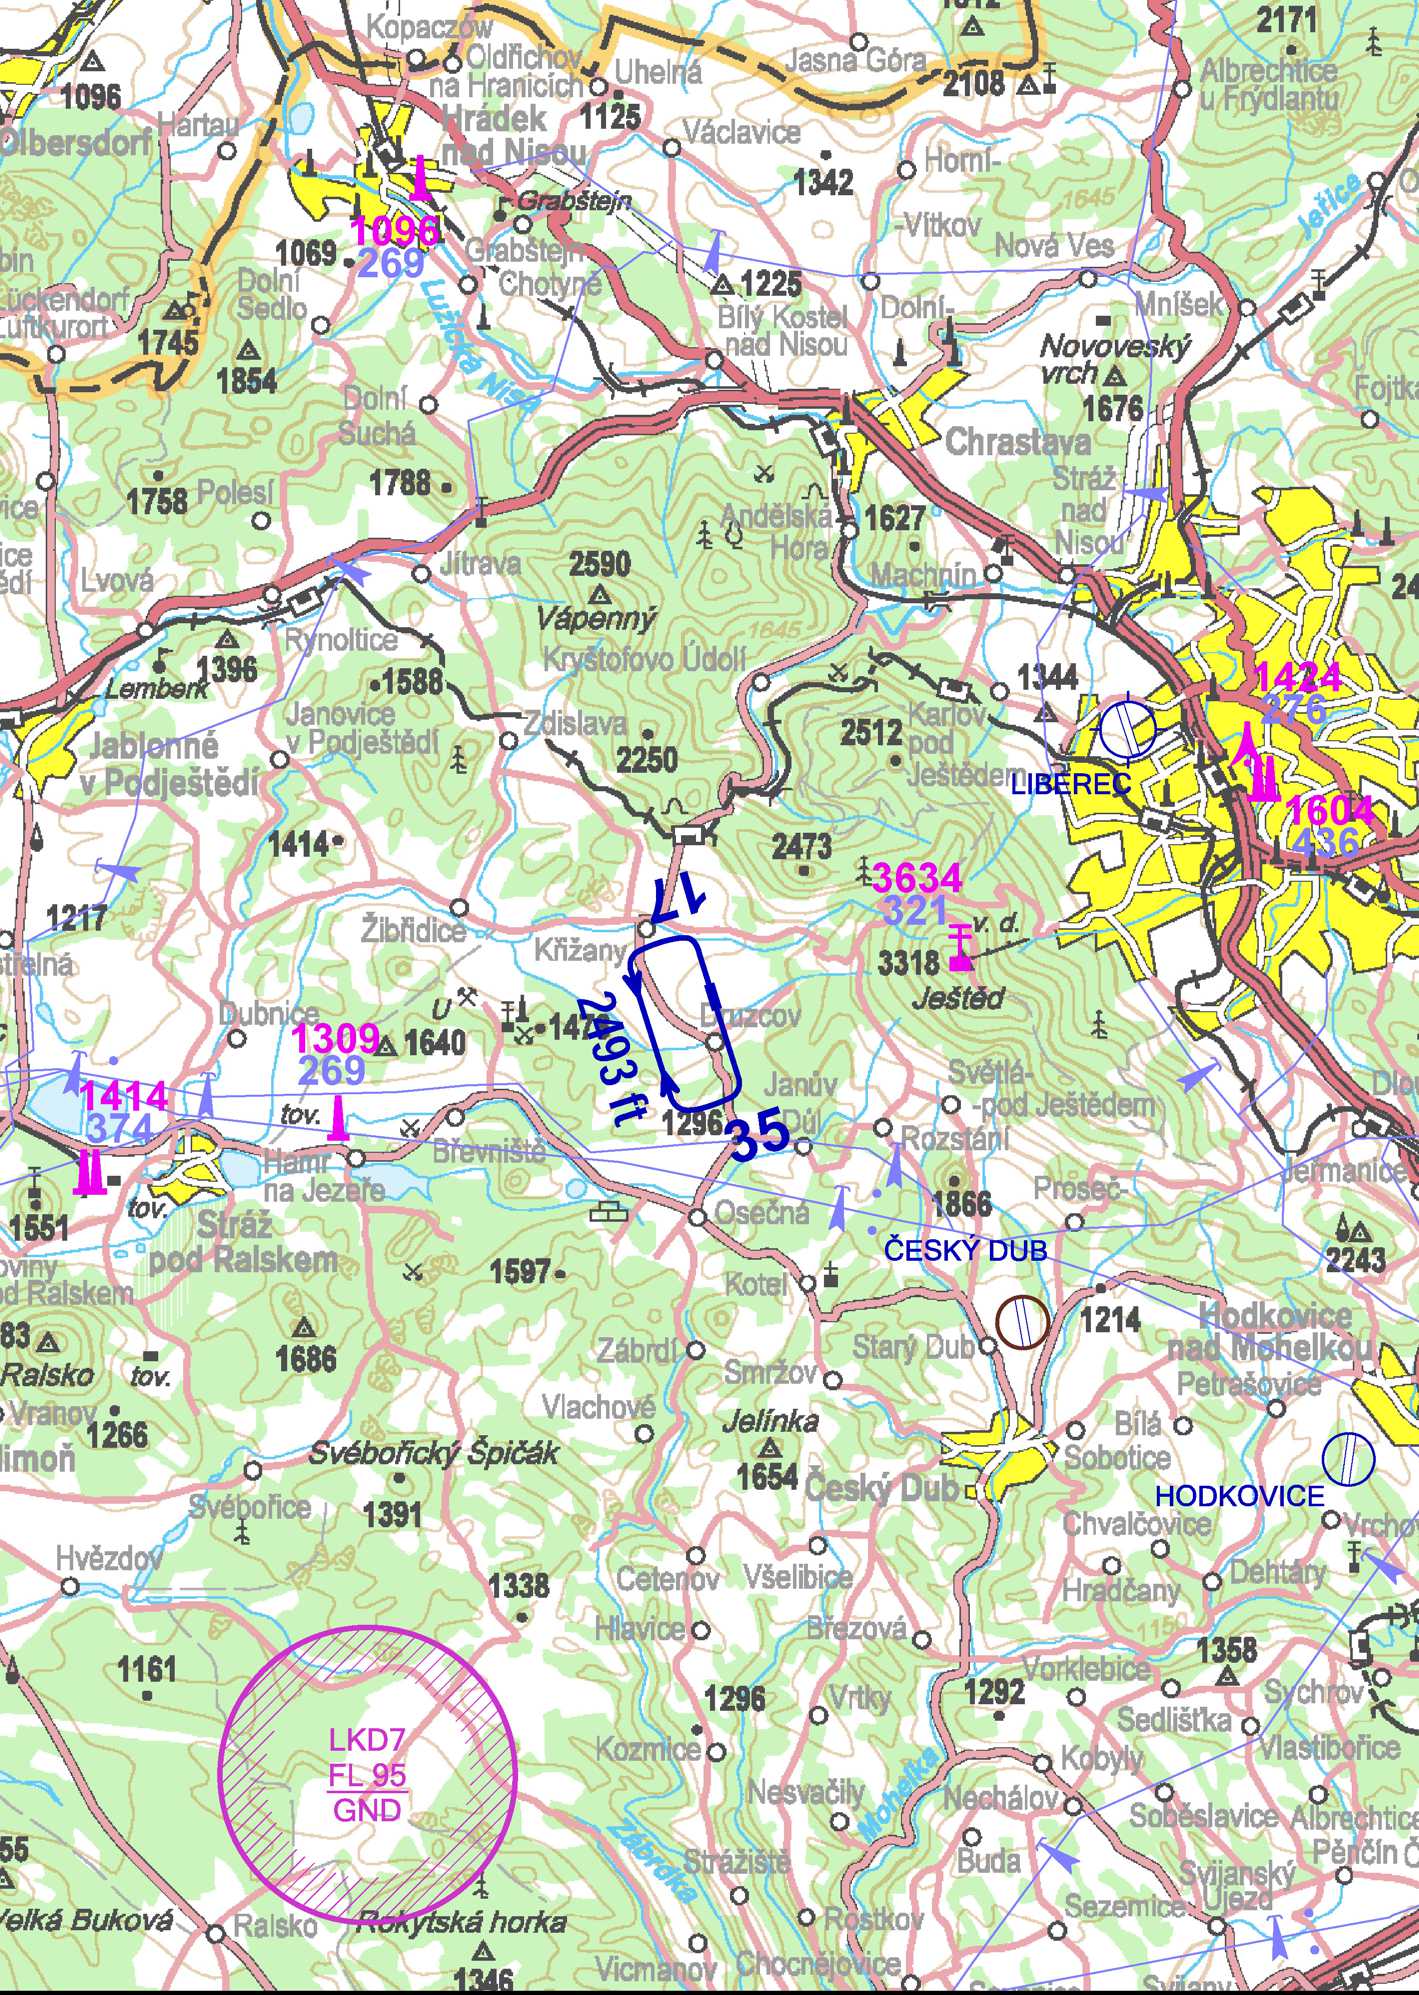 Kopaczów
1312
2171
Oldřichov
na Hranicích
Uhelná
Jasna Góra
2108
Albrechtice
u Frýdlantu
1096
Hrádek
nad Nisou
1125
Olbersdorf
Hartau
Václavice
1342
Horní-
-Vítkov
1645
Jeřice
Grabštejn
1096
269
1069
Grabštejn
Chotyně
Nová Ves
Dolní
Sedlo
1225
Dolní-
Mníšek
Lückendorf
Luftkurort
1745
Lužická Nisa
Bílý Kostel
nad Nisou
Novoveský
vrch
1676
1854
Dolní
Suchá
Chrastava
Stráž
nad
Nisou
1758
Polesí
1788
Andělská
Hora
1627
Machnín
Lvová
Jítrava
2590
Vápenný
Rynoltice
1396
1645
Lemberk
1588
Kryštofovo Údolí
1344
1424
276
Janovice
v Podještědí
Zdislava
2250
2512
Karlov
pod
Ještědem
Jablonné
v Podještědí
LIBEREC
1604
436
1414
2473
3634
321
v. d.
17
1217
Žibřidice
Křižany
3318
Ještěd
U
Dubnice
1309
269
1640
2493 ft
Druzcov
1414
374
tov.
Janův
Důl
Světlá-
-pod Ještědem
1296
35
Rozstání
Břevniště
Hamr
na Jezeře
Jermanice
1551
tov.
Stráž
pod Ralskem
Osečná
1866
Proseč-
ČESKÝ DUB
2243
1597
Kotel
1214
Hodkovice
nad Mohelkou
Ralsko
tov.
1686
Zábrdí
Smržov
Starý Dub
Petrašovice
Vranov
1266
Vlachové
Jelínka
1654
Bílá
Sobotice
Svébořický Špičák
1391
Český Dub
HODKOVICE
Svébořice
Chvalčovice
Hvězdov
1338
Cetenov
Všelibice
Hradčany
Dehtáry
Hlavice
Březová
1150
1161
1358
Vorklebice
1296
Vrtky
1292
Sedlišťka
Sychrov
LKD7
FL 95
GND
Kozmice
Kobyly
Vlastibořice
Nesvačily
Mohelka
Nechálov
Soběslavice
Albrechtice
Pěnčín
Zábrdka
Strážiště
Buda
Svijanský
Újezd
Velká Buková
Ralsko
Rokytská horka
1346
Rostkov
Sezemice
Vicmanov
Chocnějovice
Svijany